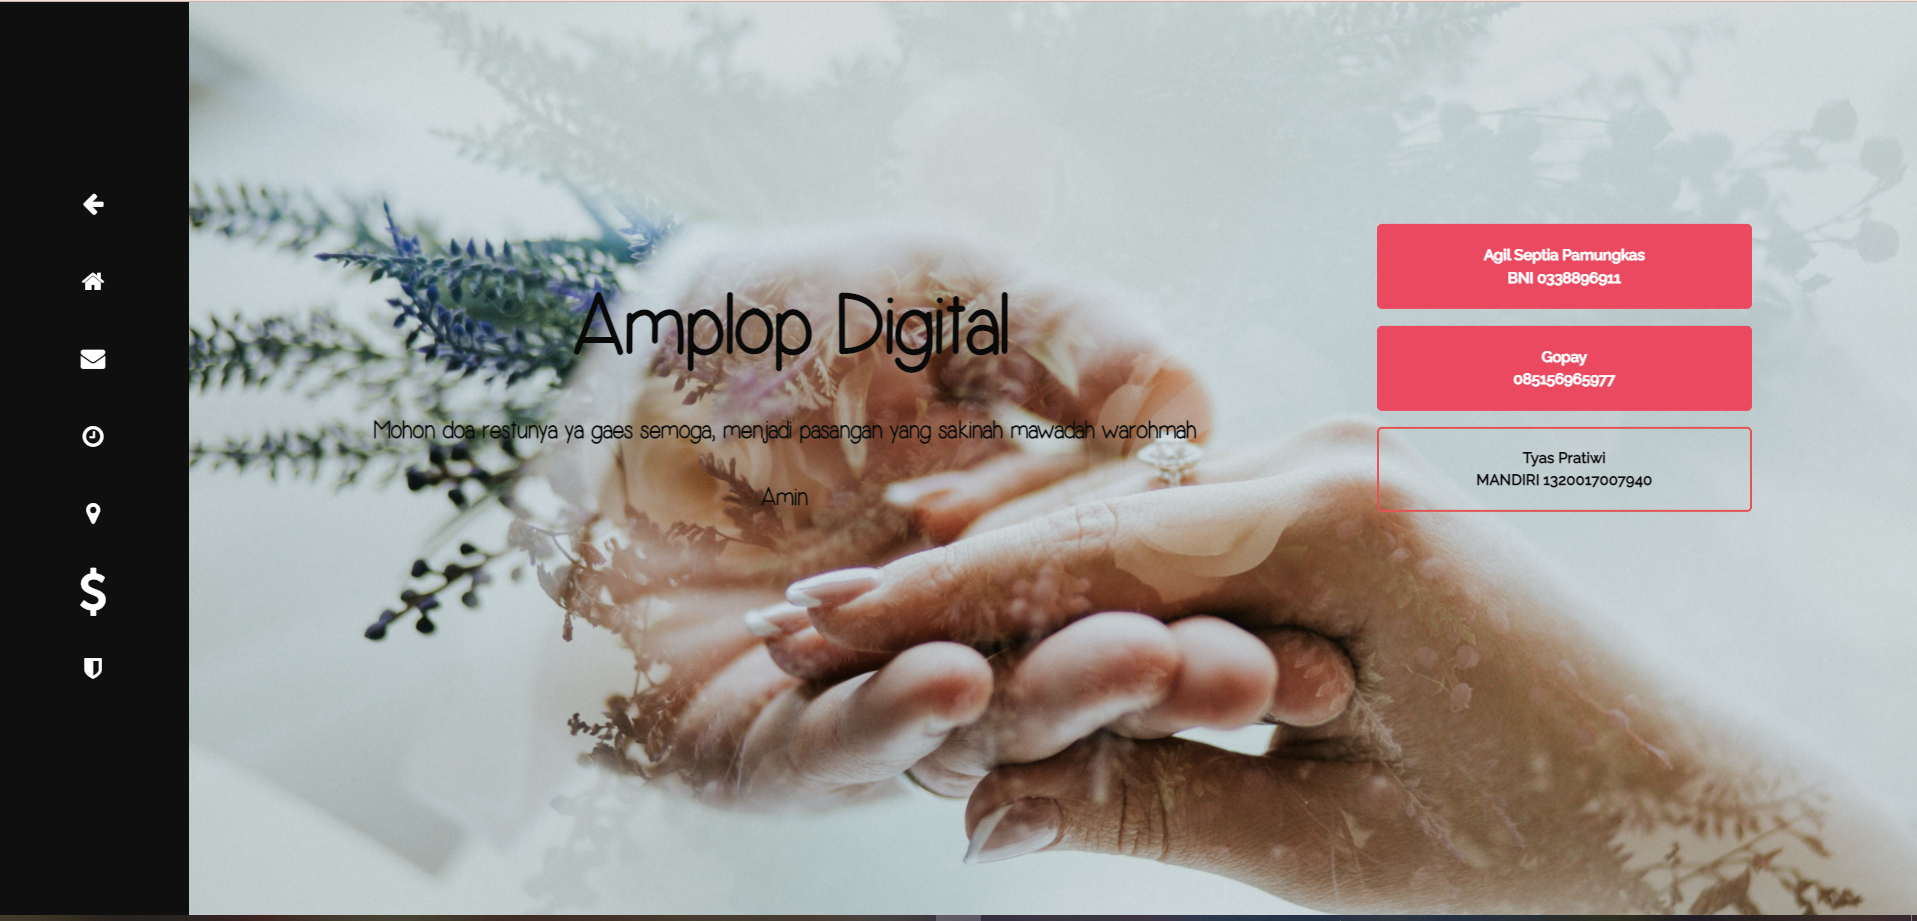 Amplop Digital
Mohon doa restunya ya gaes semoga, menjadi pasangan yang sakinah mawadah warohmah
Amin
Agil Septia Pamungkas
BNI 0338896911
Gopay
085156965977
Tyas Pratiwi
MANDIRI 1320017007940